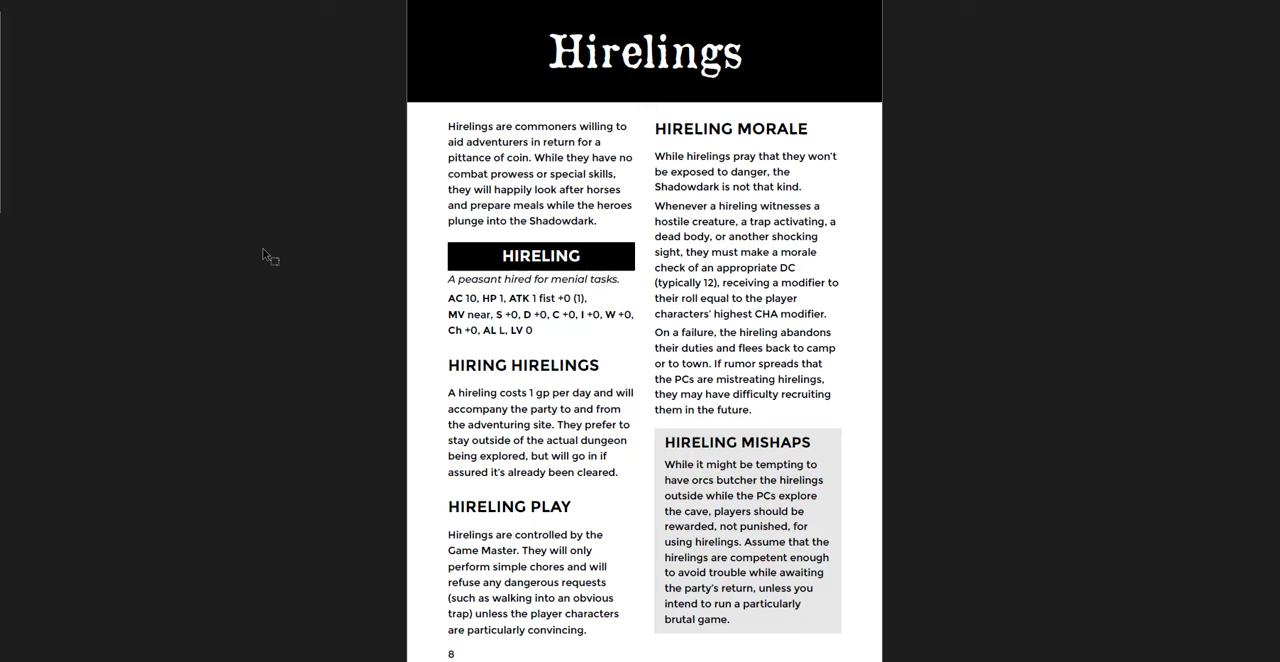 Hirelings
Hirelings are commoners willing to
aid adventurers in return for a
pittance of coin. While they have no
combat prowess or special skills,
they will happily look after horses
and prepare meals while the heroes
plunge into the Shadowdark.
HIRELING
A peasant hired for menial tasks.
AC 10, HP 1, ATK 1 fist +0 (1),
MV near, S +0, D +0, C +0, I +0, W +0,
Ch +0, AL L, LV 0
HIRING HIRELINGS
A hireling costs 1 gp per day and will
accompany the party to and from
the adventuring site. They prefer to
stay outside of the actual dungeon
being explored, but will go in if
assured it's already been cleared.
HIRELING PLAY
Hirelings are controlled by the
Game Master. They will only
perform simple chores and will
refuse any dangerous requests
(such as walking into an obvious
trap) unless the player characters
are particularly convincing.
8
HIRELING MORALE
While hirelings pray that they won't
be exposed to danger, the
Shadowdark is not that kind.
Whenever a hireling witnesses a
hostile creature, a trap activating, a
dead body, or another shocking
sight, they must make a morale
check of an appropriate DC
(typically 12), receiving a modifier to
their roll equal to the player
characters' highest CHA modifier.
On a failure, the hireling abandons
their duties and flees back to camp
or to town. If rumor spreads that
the PCs are mistreating hirelings,
they may have difficulty recruiting
them in the future.
HIRELING MISHAPS
While it might be tempting to
have orcs butcher the hirelings
outside while the PCs explore
the cave, players should be
rewarded, not punished, for
using hirelings. Assume that the
hirelings are competent enough
to avoid trouble while awaiting
the party's return, unless you
intend to run a particularly
brutal game.